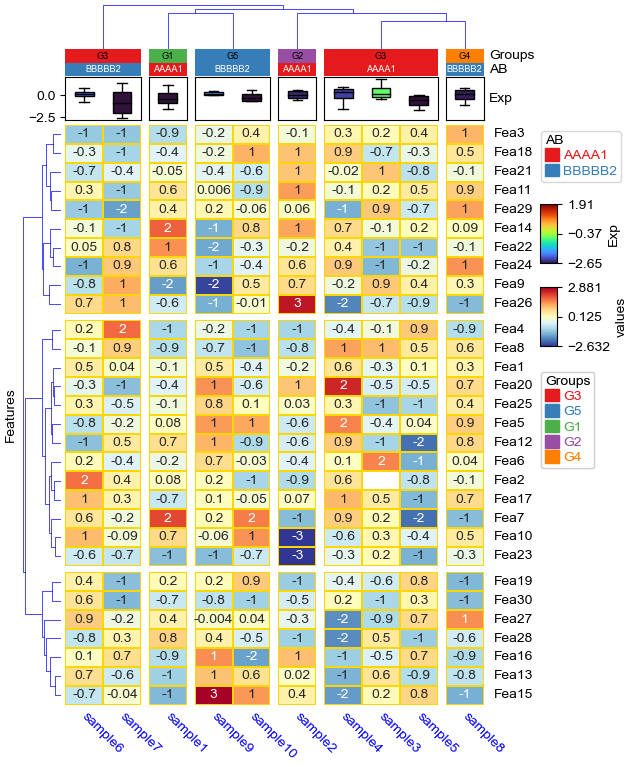 G3 G1 G5 G2 G3 G4 Groups
BBBBB2 AAAA1 BBBBB2 AAAA1 AAAA1 BBBBB2 AB
0.0
−2.5
Exp
-1 -1 -0.9 -0.2 0.4 -0.1 0.3 0.2 0.4 1 Fea3
-0.3 -1 -0.4 -0.2 1 1 0.9 -0.7 -0.3 0.5 Fea18
-0.7 -0.4 -0.05 -0.4 -0.6 1 -0.02 1 -0.8 -0.1 Fea21
0.3 -1 0.6 0.006 -0.9 1 -0.1 0.2 0.5 0.9 Fea11
-1 -2 0.4 0.2 -0.06 0.06 -1 0.9 -0.7 1 Fea29
-0.1 -1 2 -1 0.8 1 0.7 -0.1 0.2 0.09 Fea14
0.05 0.8 1 -2 -0.3 -0.2 0.4 -1 -1 -0.1 Fea22
-1 0.9 0.6 -1 -0.4 0.6 0.9 -1 -0.2 1 Fea24
-0.8 1 -2 -2 0.5 0.7 -0.2 0.9 0.4 0.3 Fea9
0.7 1 -0.6 -1 -0.01 3 -2 -0.7 -0.9 -1 Fea26
0.2 2 -1 -0.2 -1 -1 -0.4 -0.1 0.9 -0.9 Fea4
-0.1 0.9 -0.9 -0.7 -1 -0.8 1 1 0.5 0.6 Fea8
0.5 0.04 -0.1 0.5 -0.4 -0.2 0.6 -0.3 0.1 0.3 Fea1
-0.3 -1 -0.4 1 -0.6 1 2 -0.5 -0.5 0.7 Fea20
0.3 -0.5 -0.1 0.8 0.1 0.03 0.3 -1 -1 0.4 Fea25
-0.8 -0.2 0.08 1 1 -0.6 2 -0.4 0.04 0.9 Fea5
-1 0.5 0.7 1 -0.9 -0.6 0.9 -1 -2 0.8 Fea12
0.2 -0.4 -0.2 0.7 -0.03 -0.4 0.1 2 -1 0.04 Fea6
2 0.4 0.08 0.2 -1 -0.9 0.6 -0.8 -0.1 Fea2
1 0.3 -0.7 0.1 -0.05 0.07 1 0.5 -1 0.7 Fea17
0.6 -0.2 2 0.2 2 -1 0.9 0.2 -2 -1 Fea7
1 -0.09 0.7 -0.06 1 -3 -0.6 0.3 -0.4 0.5 Fea10
-0.6 -0.7 -1 -1 -0.7 -3 -0.3 0.2 -1 -0.3 Fea23
0.4 -1 0.2 0.2 0.9 -1 -0.4 -0.6 0.8 -1 Fea19
0.6 -1 -0.7 -0.8 -1 -0.5 0.2 -1 0.3 -1 Fea30
0.9 -0.2 0.4 -0.004 0.04 -0.3 -2 -0.9 0.7 1 Fea27
-0.8 0.3 0.8 0.4 -0.5 -1 -2 0.5 -1 -0.6 Fea28
0.1 0.7 -0.9 1 -2 1 -1 -0.6 0.7 -0.9 Fea16
0.7 -0.6 -1 1 0.6 0.02 -1 0.6 -0.9 -0.8 Fea13
-0.7 -0.04 -1 3 1 0.4 -2 0.2 0.8 -1 Fea15
Features
sample6 sample7 sample1 sample9 sample10 sample2 sample4 sample3 sample5 sample8
AB
AAAA1
BBBBB2
1.91
−0.37
−2.65
Exp
2.881
0.125
−2.632
values
Groups
G3
G5
G1
G2
G4